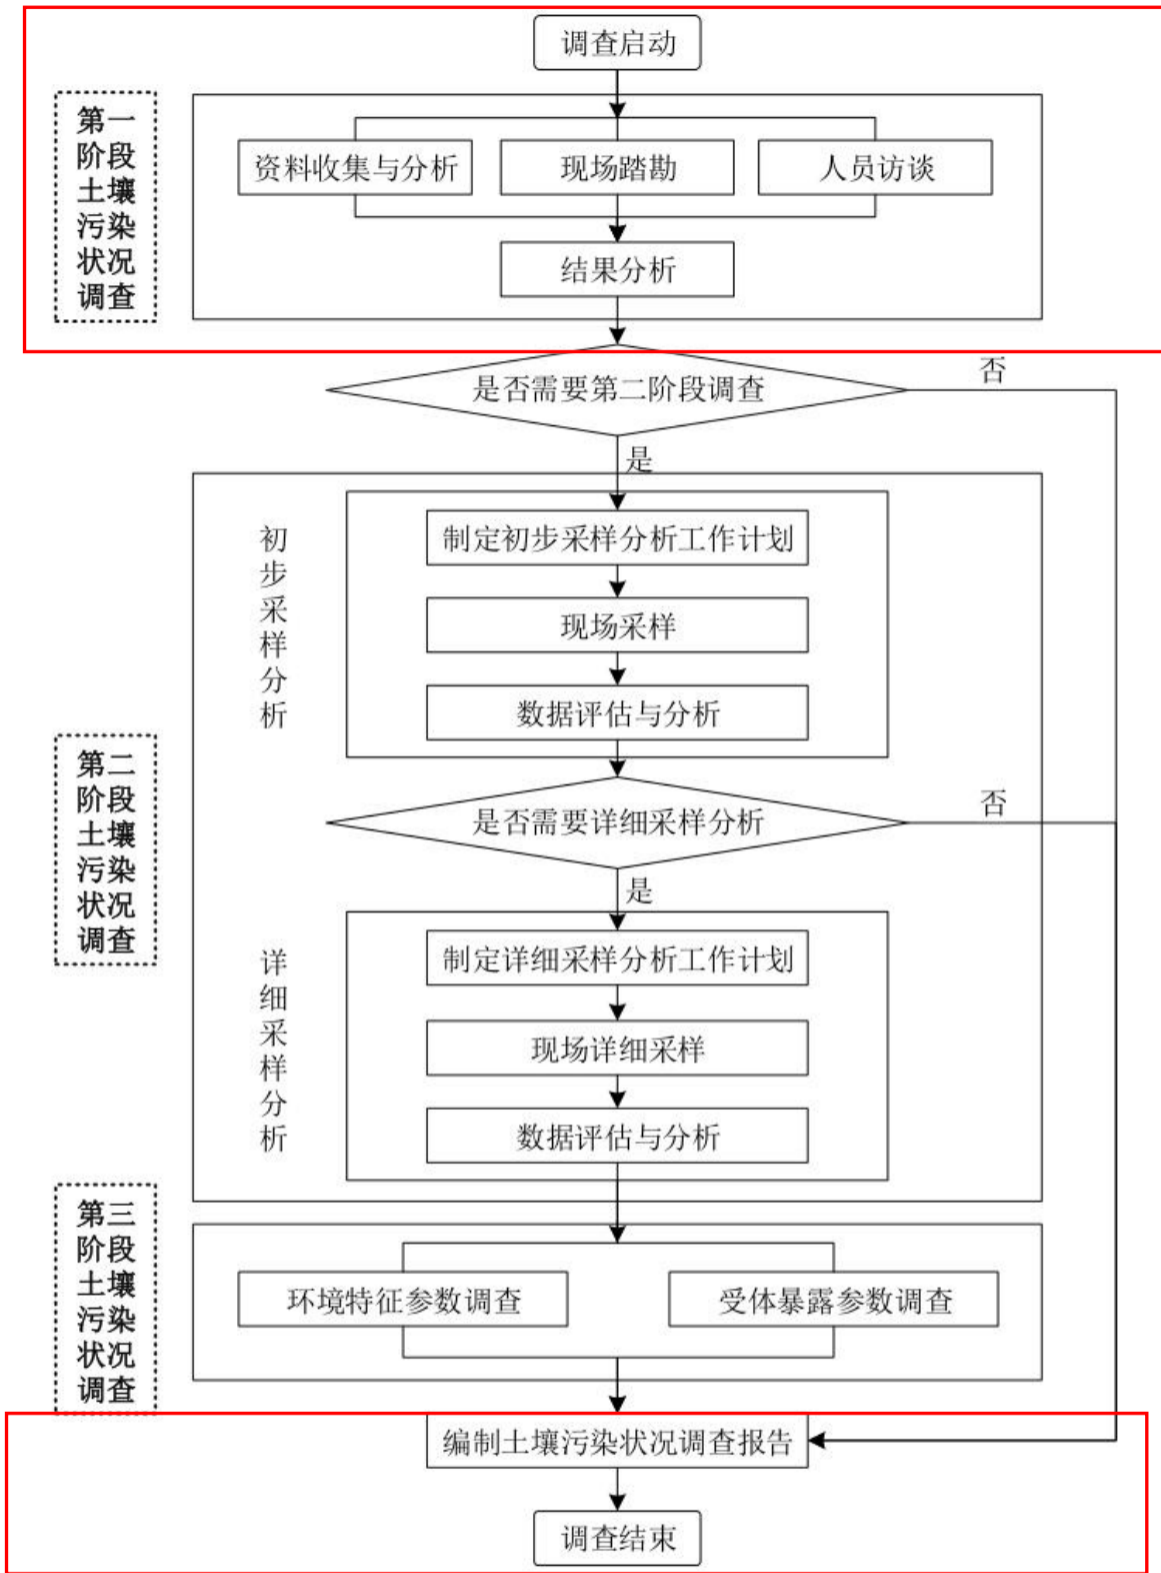 调查启动
第一
阶段
土壤
污染
状况
调查
资料收集与分析
现场踏勘
人员访谈
结果分析
是否需要第二阶段调查
否
是
第二
阶段
土壤
污染
状况
调查
初
步
采
样
分
析
制定初步采样分析工作计划
现场采样
数据评估与分析
是否需要详细采样分析
否
是
详
细
采
样
分
析
制定详细采样分析工作计划
现场详细采样
数据评估与分析
第三
阶段
土壤
污染
状况
调查
环境特征参数调查
受体暴露参数调查
编制土壤污染状况调查报告
调查结束